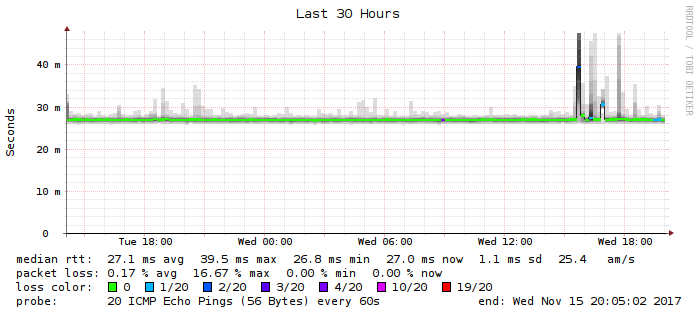 Last 30 Hours
RRDTOOL / TOBI OETIKER
Seconds
40 m
30 m
20 m
10 m
0
Tue 18:00 Wed 00:00 Wed 06:00 Wed 12:00 Wed 18:00
median rtt: 27.1 ms avg 39.5 ms max 26.8 ms min 27.0 ms now 1.1 ms sd 25.4 am/s
packet loss: 0.17 % avg 16.67 % max 0.00 % min 0.00 % now
loss color: 0 1/20 2/20 3/20 4/20 10/20 19/20
probe: 20 ICMP Echo Pings (56 Bytes) every 60s end: Wed Nov 15 20:05:02 2017